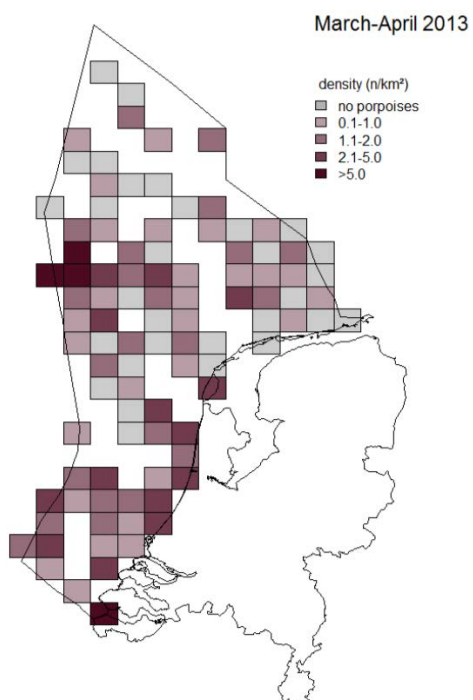 March-April 2013
density (n/km²)
no porpoises
0.1-1.0
1.1-2.0
2.1-5.0
>5.0